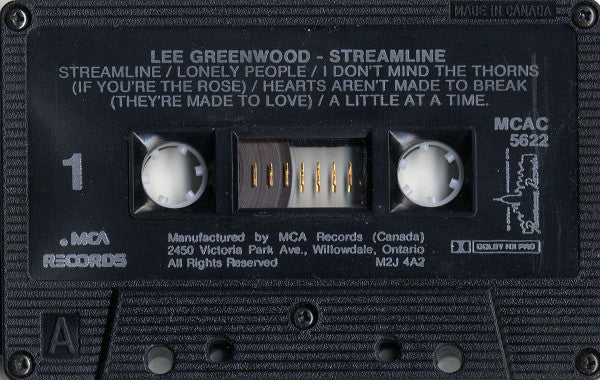 MADE IN CANADA
LEE GREENWOOD - STREAMLINE
STREAMLINE / LONELY PEOPLE / I DON'T MIND THE THORNS
(IF YOU'RE THE ROSE) / HEARTS AREN'T MADE TO BREAK
(THEY'RE MADE TO LOVE) / A LITTLE AT A TIME.
MCAC
5622
1
.MCA
RECORDS
Manufactured by MCA Records (Canada)
2450 Victoria Park Ave., Willowdale, Ontario
All Rights Reserved M2J 4A2
DOLBY HX PRO
A